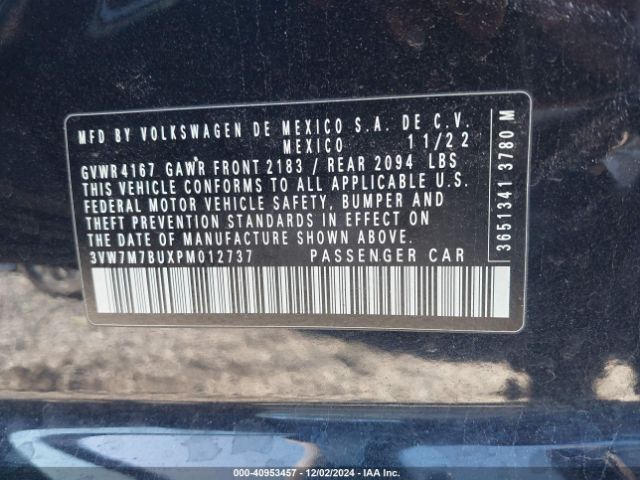 MFD BY VOLKSWAGEN DE MEXICO S.A. DE C.V.
MEXICO 11/22
GVWR 4167 GAWR FRONT 2183 / REAR 2094 LBS
THIS VEHICLE CONFORMS TO ALL APPLICABLE U.S.
FEDERAL MOTOR VEHICLE SAFETY, BUMPER AND
THEFT PREVENTION STANDARDS IN EFFECT ON
THE DATE OF MANUFACTURE SHOWN ABOVE.
3VW7M7BUXPM012737 PASSENGER CAR
3651341 3780 M
000-40953457 - 12/02/2024 - IAA Inc.